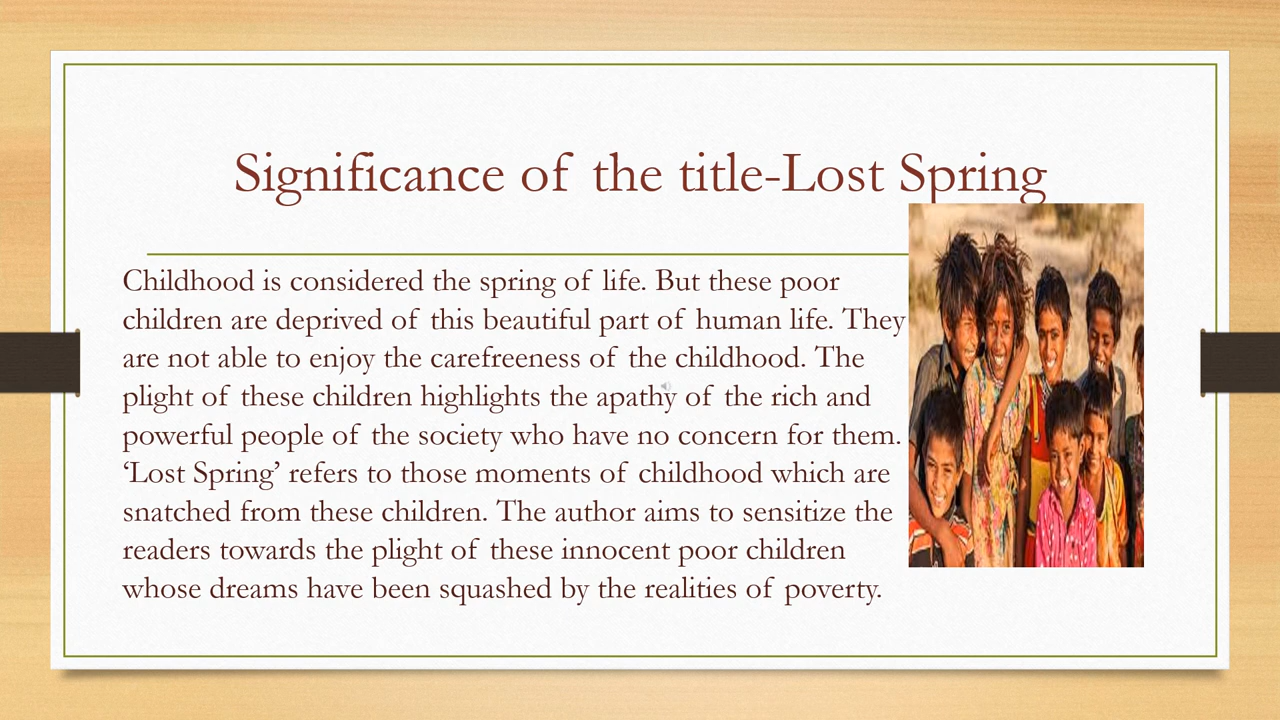 Significance of the title-Lost Spring
Childhood is considered the spring of life. But these poor
children are deprived of this beautiful part of human life. They
are not able to enjoy the carefreeness of the childhood. The
plight of these children highlights the apathy of the rich and
powerful people of the society who have no concern for them.
‘Lost Spring’ refers to those moments of childhood which are
snatched from these children. The author aims to sensitize the
readers towards the plight of these innocent poor children
whose dreams have been squashed by the realities of poverty.